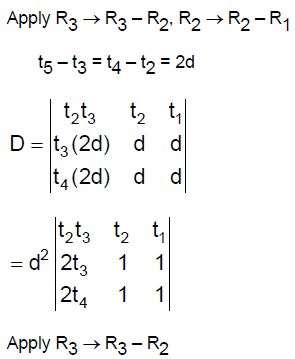 Apply R₃ → R₃ – R₂, R₂ → R₂ – R₁
t₅ – t₃ = t₄ – t₂ = 2d
D = | t₂t₃ t₂ t₁ |
| t₃(2d) d d |
| t₄(2d) d d |
= d² | t₂t₃ t₂ t₁ |
| 2t₃ 1 1 |
| 2t₄ 1 1 |
Apply R₃ → R₃ – R₂